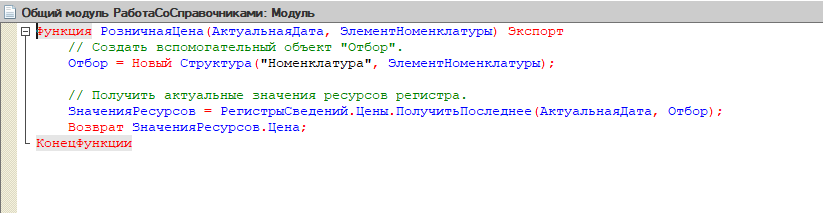 Общий модуль РаботаСоСправочниками: Модуль
Функция РозничнаяЦена(АктуальнаяДата, ЭлементНоменклатуры) Экспорт
// Создать вспомогательный объект "Отбор".
Отбор = Новый Структура("Номенклатура", ЭлементНоменклатуры);
// Получить актуальные значения ресурсов регистра.
ЗначенияРесурсов = РегистрыСведений.Цены.ПолучитьПоследнее(АктуальнаяДата, Отбор);
Возврат ЗначенияРесурсов.Цена;
КонецФункции